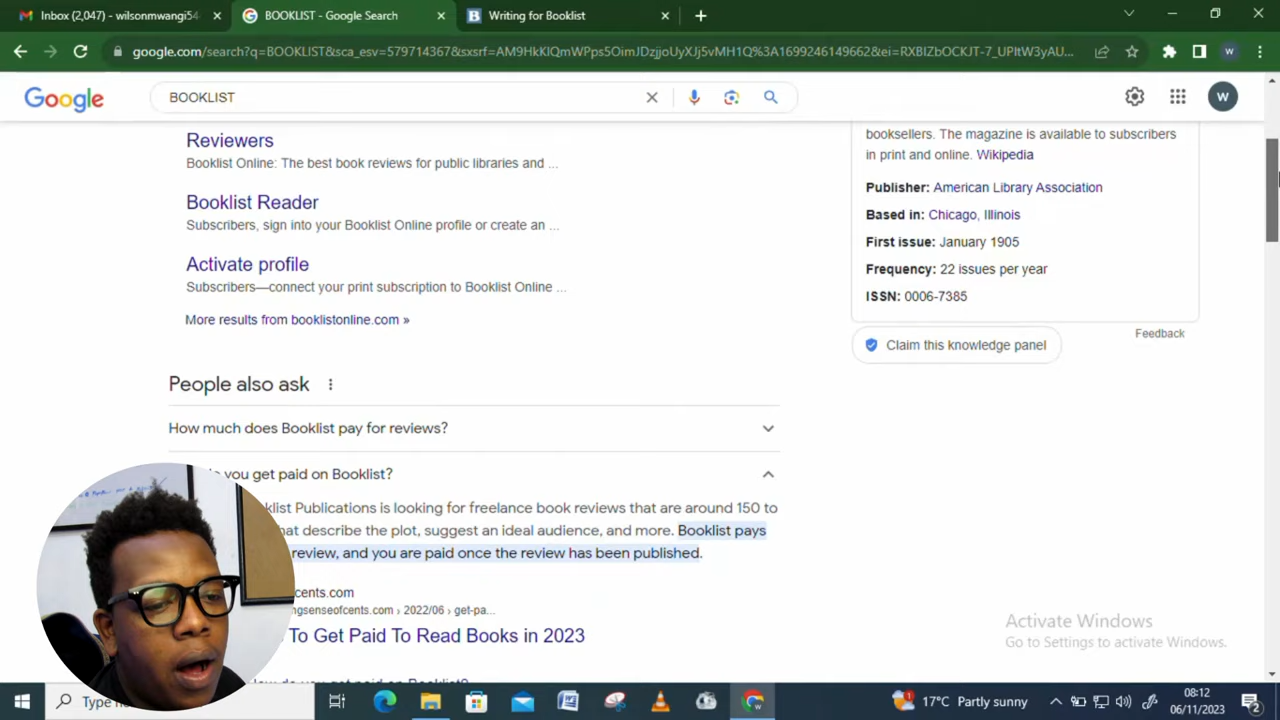 Inbox (2,047) - wilsonmwangi54
BOOKLIST - Google Search
Writing for Booklist
google.com/search?q=BOOKLIST&sca_esv=579714367&sxsrf=AM9HkKlQmWPps5OimJDzjjoUyXJj5vMH1Q%3A1699246149662&ei=RXBIZbOCKJT-7_UPltW3yAU...
W
Google
BOOKLIST
W
Reviewers
Booklist Online: The best book reviews for public libraries and ...
Booklist Reader
Subscribers, sign into your Booklist Online profile or create an ...
Activate profile
Subscribers—connect your print subscription to Booklist Online ...
More results from booklistonline.com »
booksellers. The magazine is available to subscribers
in print and online. Wikipedia
Publisher: American Library Association
Based in: Chicago, Illinois
First issue: January 1905
Frequency: 22 issues per year
ISSN: 0006-7385
Feedback
Claim this knowledge panel
People also ask
How much does Booklist pay for reviews?
you get paid on Booklist?
klist Publications is looking for freelance book reviews that are around 150 to
hat describe the plot, suggest an ideal audience, and more. Booklist pays
review, and you are paid once the review has been published.
cents.com
ngsenseofcents.com › 2022/06 › get-pa...
To Get Paid To Read Books in 2023
How do you get paid on Booklist?
Activate Windows
Go to Settings to activate Windows.
Type
17°C Partly sunny
08:12
06/11/2023
2